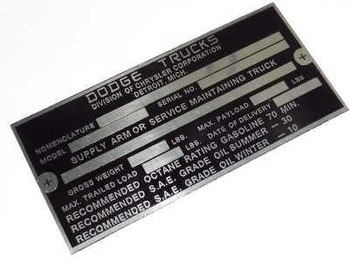 DODGE TRUCKS
DIVISION OF CHRYSLER CORPORATION
DETROIT, MICH.
NOMENCLATURE
MODEL SERIAL NO.
SUPPLY ARM OR SERVICE MAINTAINING TRUCK
GROSS WEIGHT LBS. MAX. PAYLOAD LBS
MAX. TRAILED LOAD LBS. DATE OF DELIVERY
RECOMMENDED OCTANE RATING GASOLINE 70 MIN.
RECOMMENDED S.A.E. GRADE OIL SUMMER - 30
RECOMMENDED S.A.E. GRADE OIL WINTER - 10